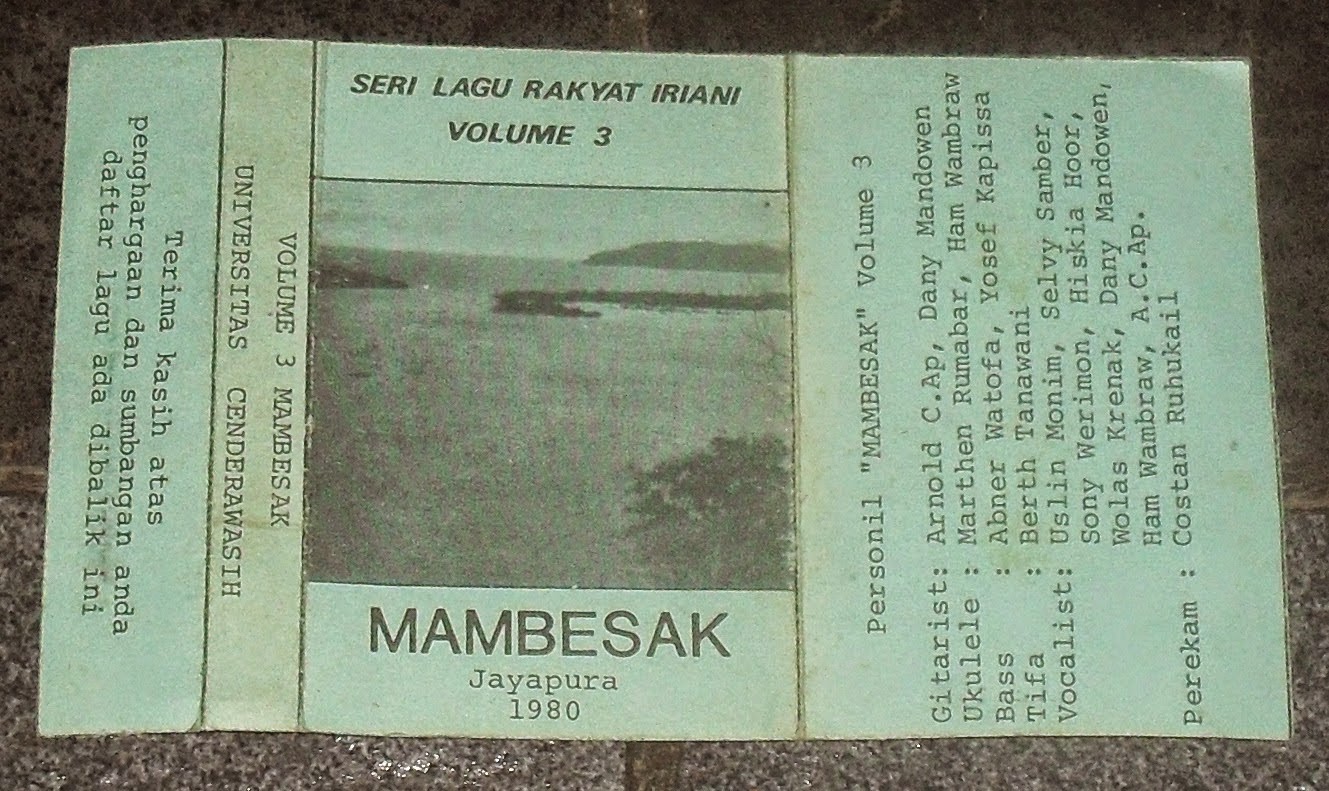 Terima kasih atas
penghargaan dan sumbangan anda
daftar lagu ada dibalik ini
VOLUME 3 MAMBESAK
UNIVERSITAS CENDERAWASIH
SERI LAGU RAKYAT IRIANI
VOLUME 3
MAMBESAK
Jayapura
1980
Personil "MAMBESAK" Volume 3
Gitarist: Arnold C.Ap, Dany Mandowen
Ukulele : Marthen Rumabar, Ham Wambraw
Bass : Abner Watofa, Yosef Kapissa
Tifa : Berth Tanawani
Vocalist: Uslin Monim, Selvy Samber,
Sony Werimon, Hiskia Hoor,
Wolas Krenak, Dany Mandowen,
Ham Wambraw, A.C.Ap.
Perekam : Costan Ruhukail